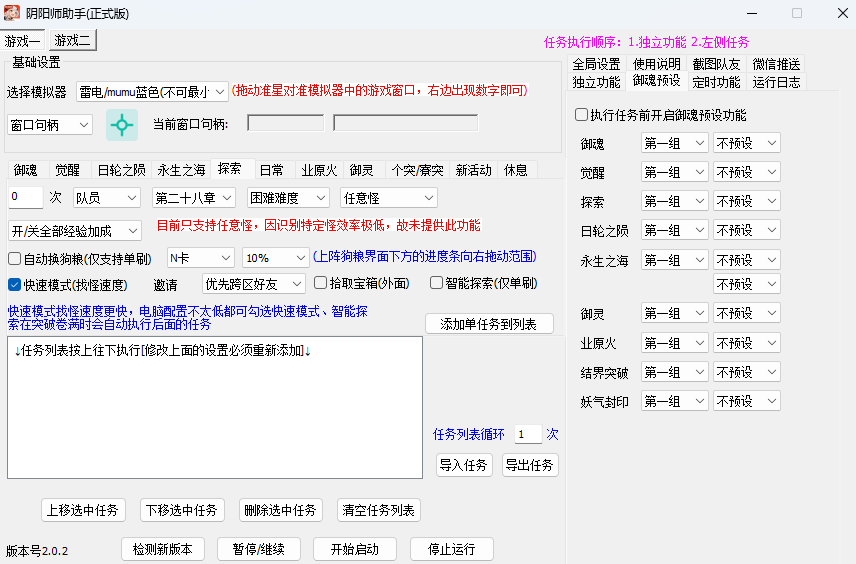 阴阳师助手(正式版)
游戏一 游戏二
任务执行顺序：1.独立功能 2.左侧任务
基础设置
选择模拟器 雷电/mumu蓝色(不可最小 (拖动准星对准模拟器中的游戏窗口，右边出现数字即可)
窗口句柄 当前窗口句柄:
御魂 觉醒 日轮之陨 永生之海 探索 日常 业原火 御灵 个突/寮突 新活动 休息
0 次 队员 第二十八章 困难难度 任意怪
开/关全部经验加成 目前只支持任意怪，因识别特定怪效率极低，故未提供此功能
自动换狗粮(仅支持单刷) N卡 10% (上阵狗粮界面下方的进度条向右拖动范围)
快速模式(找怪速度) 邀请 优先跨区好友 拾取宝箱(外面) 智能探索(仅单刷)
快速模式找怪速度更快，电脑配置不太低都可勾选快速模式、智能探
索在突破卷满时会自动执行后面的任务
添加单任务到列表
↓任务列表按上往下执行[修改上面的设置必须重新添加]↓
任务列表循环 1 次
导入任务 导出任务
上移选中任务 下移选中任务 删除选中任务 清空任务列表
版本号2.0.2 检测新版本 暂停/继续 开始启动 停止运行
全局设置 使用说明 截图队友 微信推送
独立功能 御魂预设 定时功能 运行日志
执行任务前开启御魂预设功能
御魂 第一组 不预设
觉醒 第一组 不预设
探索 第一组 不预设
日轮之陨 第一组 不预设
永生之海 第一组 不预设
不预设
御灵 第一组 不预设
业原火 第一组 不预设
结界突破 第一组 不预设
妖气封印 第一组 不预设